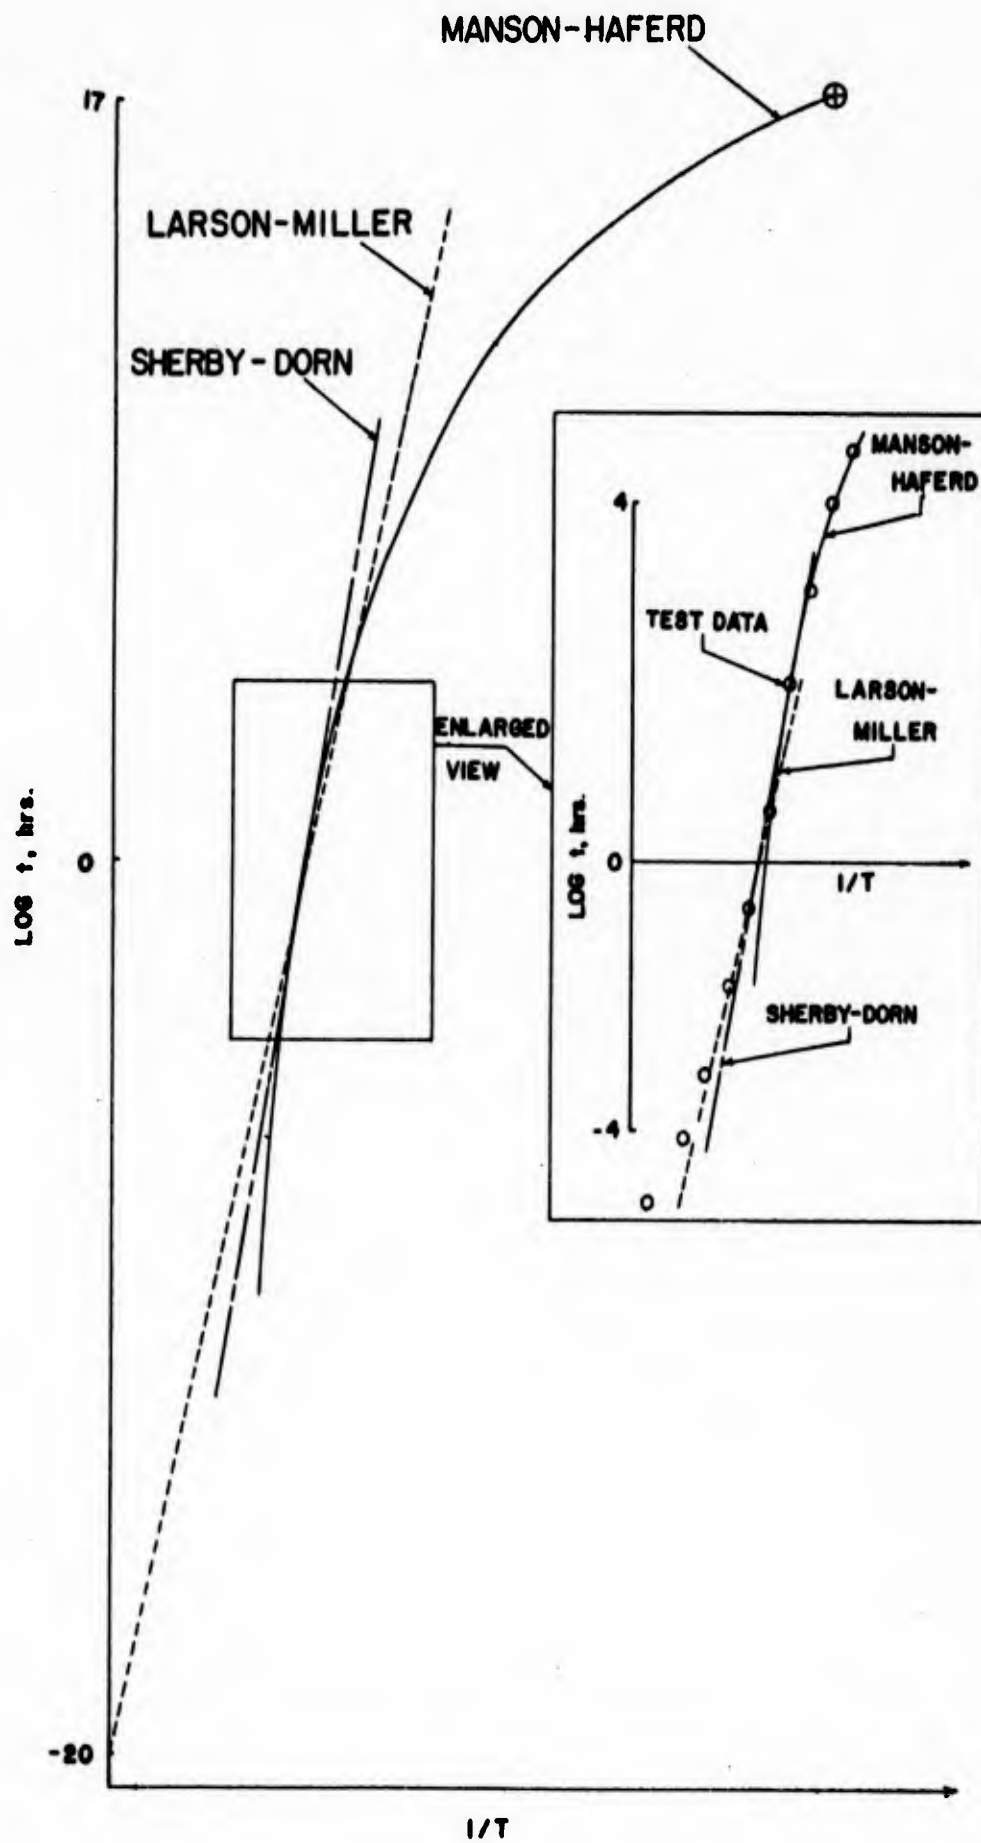 MANSON-HAFERD
17
LARSON-MILLER
SHERBY-DORN
MANSON-
HAFERD
4
TEST DATA
LARSON-
MILLER
ENLARGED
VIEW
LOG t, hrs.
0
LOG t, hrs.
0
1/T
SHERBY-DORN
-4
-20
1/T